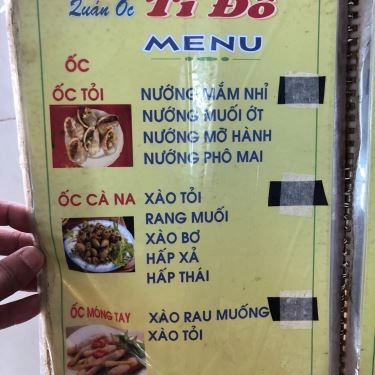 Quán Ốc Tí Đô
MENU
ỐC
ỐC TỎI
NƯỚNG MẮM NHỈ
NƯỚNG MUỐI ỚT
NƯỚNG MỠ HÀNH
NƯỚNG PHÔ MAI
ỐC CÀ NA
XÀO TỎI
RANG MUỐI
XÀO BƠ
HẤP XẢ
HẤP THÁI
ỐC MÓNG TAY
XÀO RAU MUỐNG
XÀO TỎI